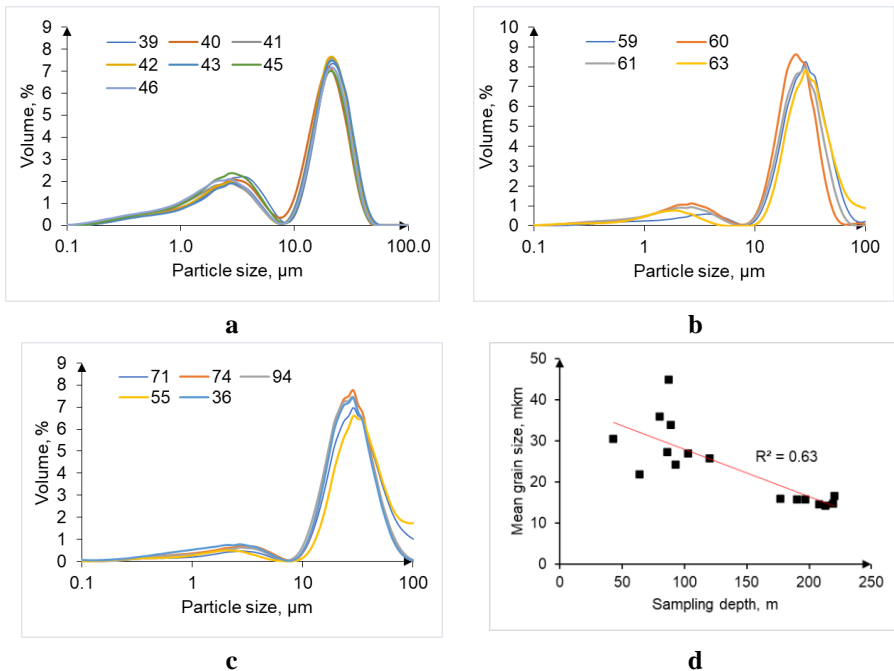 9
8
7
6
5
4
3
2
1
0
Volume, %
39 40 41
42 43 45
46
0.1 1.0 10.0 100.0
Particle size, µm
a
10
9
8
7
6
5
4
3
2
1
0
Volume, %
59 60
61 63
0.1 1 10 100
Particle size, µm
b
9
8
7
6
5
4
3
2
1
0
Volume, %
71 74 94
55 36
0.1 1 10 100
Particle size, µm
c
50
40
30
20
10
0
Mean grain size, mkm
R² = 0.63
0 50 100 150 200 250
Sampling depth, m
d